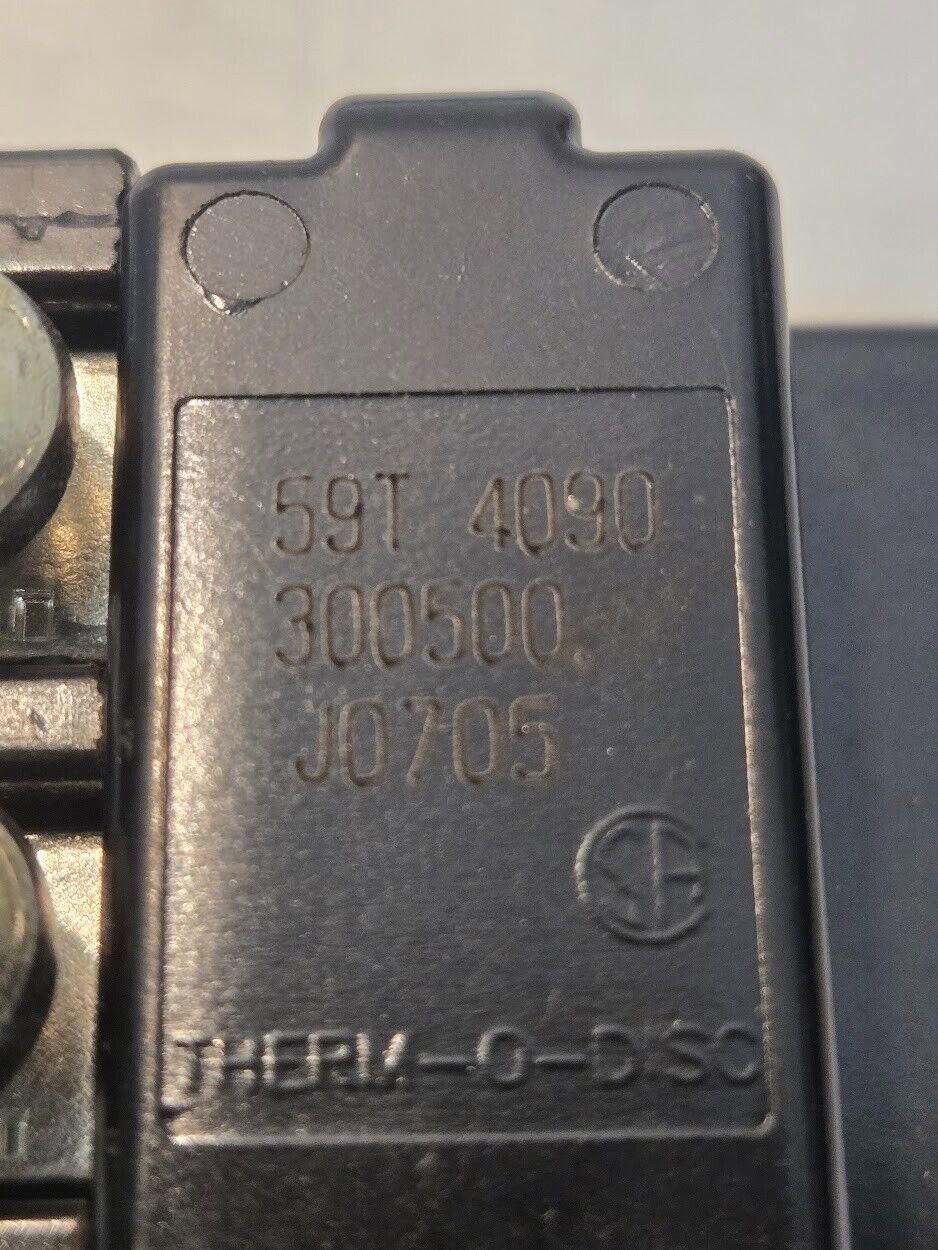 59T 4090
300500.
J0705
THERM-O-DISC